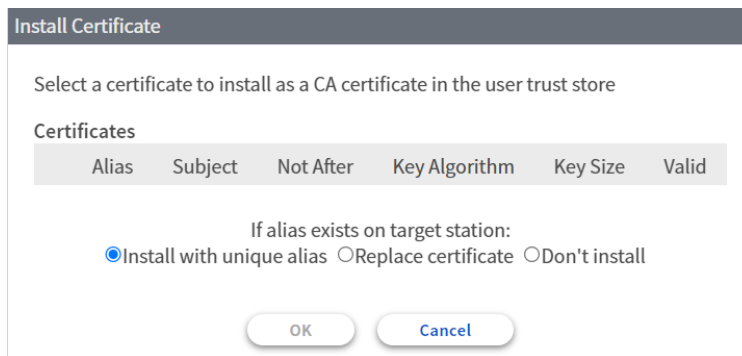 Install Certificate
Select a certificate to install as a CA certificate in the user trust store
Certificates
Alias Subject Not After Key Algorithm Key Size Valid
If alias exists on target station:
Install with unique alias Replace certificate Don't install
OK Cancel